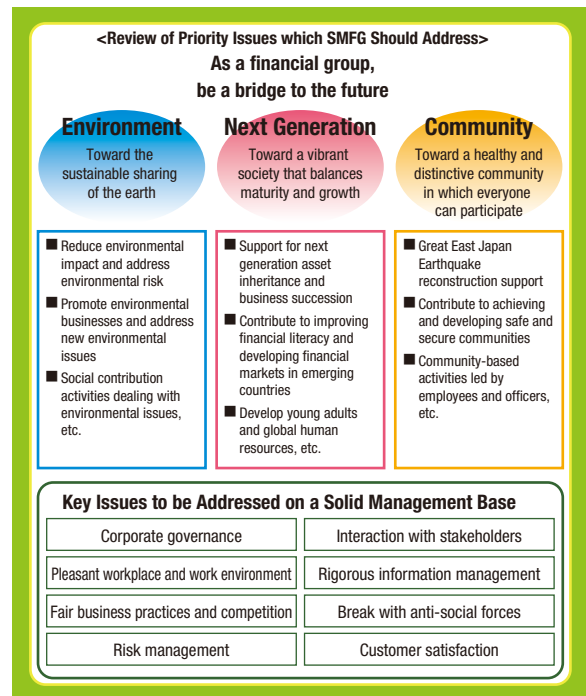 <Review of Priority Issues which SMFG Should Address>
As a financial group,
be a bridge to the future
Environment
Toward the
sustainable sharing
of the earth
Next Generation
Toward a vibrant
society that balances
maturity and growth
Community
Toward a healthy and
distinctive community
in which everyone
can participate
■ Reduce environmental
impact and address
environmental risk
■ Promote environmental
businesses and address
new environmental
issues
■ Social contribution
activities dealing with
environmental issues,
etc.
■ Support for next
generation asset
inheritance and
business succession
■ Contribute to improving
financial literacy and
developing financial
markets in emerging
countries
■ Develop young adults
and global human
resources, etc.
■ Great East Japan
Earthquake
reconstruction support
■ Contribute to achieving
and developing safe and
secure communities
■ Community-based
activities led by
employees and officers,
etc.
Key Issues to be Addressed on a Solid Management Base
Corporate governance
Interaction with stakeholders
Pleasant workplace and work environment
Rigorous information management
Fair business practices and competition
Break with anti-social forces
Risk management
Customer satisfaction